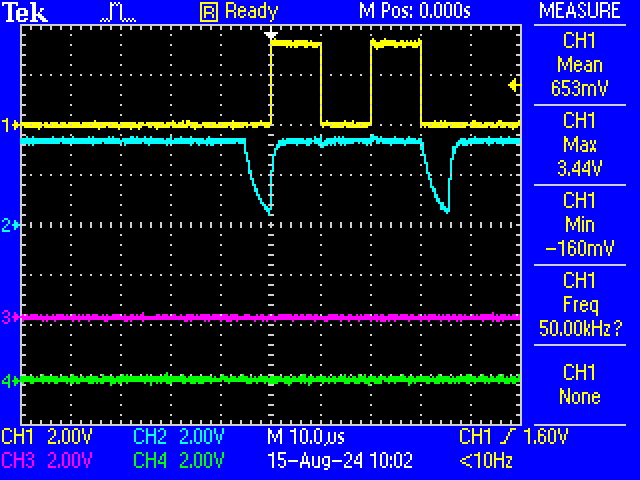 Tek R Ready M Pos: 0.000s MEASURE
CH1
Mean
653mV
CH1
Max
3.44V
CH1
Min
-160mV
CH1
Freq
50.00kHz?
CH1
None
1
2
3
4
CH1 2.00V CH2 2.00V M 10.0µs CH1 1.60V
CH3 2.00V CH4 2.00V 15-Aug-24 10:02 <10Hz